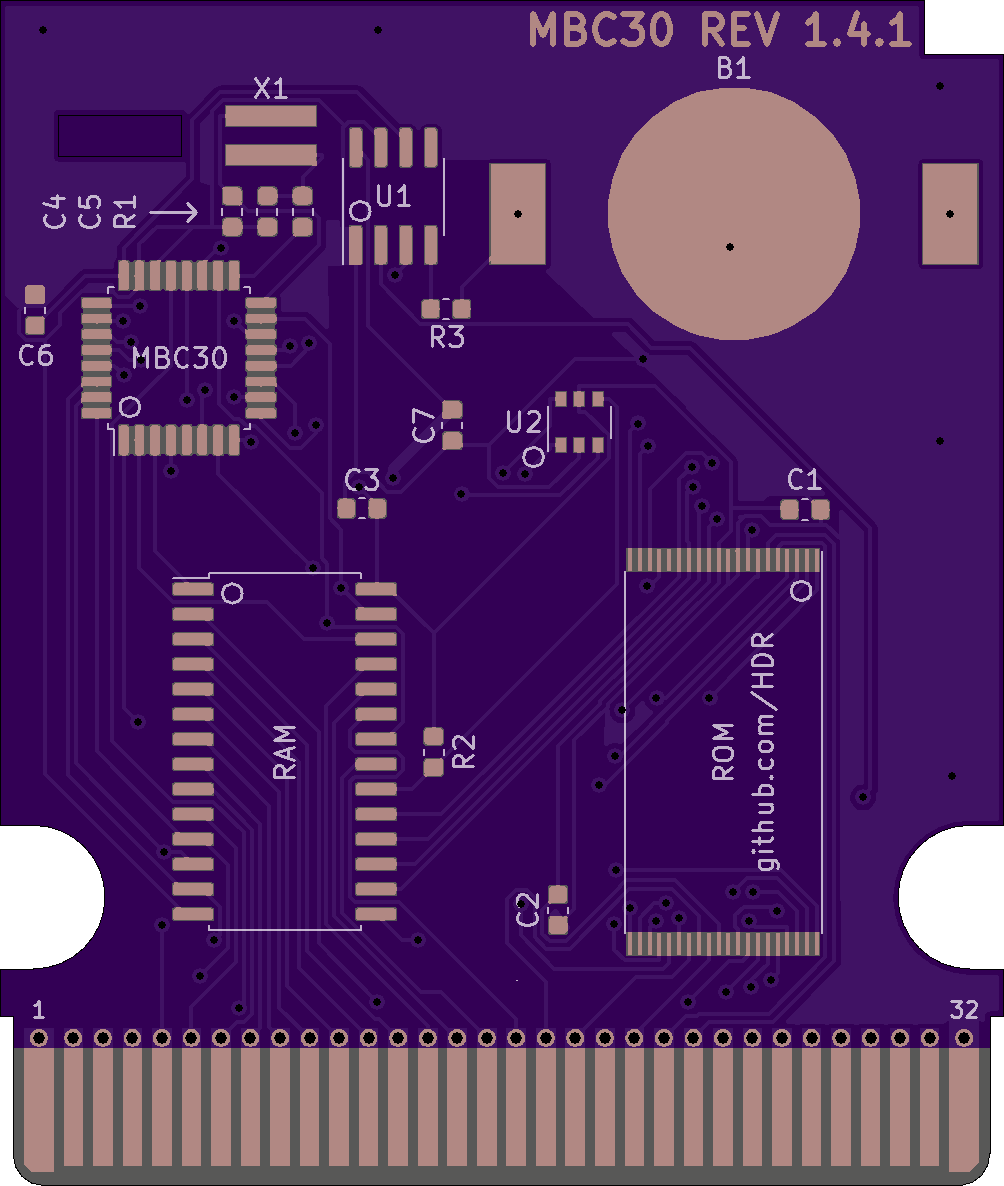 MBC30 REV 1.4.1
B1
X1
U1
C4
C5
R1
C6
MBC30
R3
C7
U2
C3
C1
RAM
R2
ROM
github.com/HDR
C2
1
32